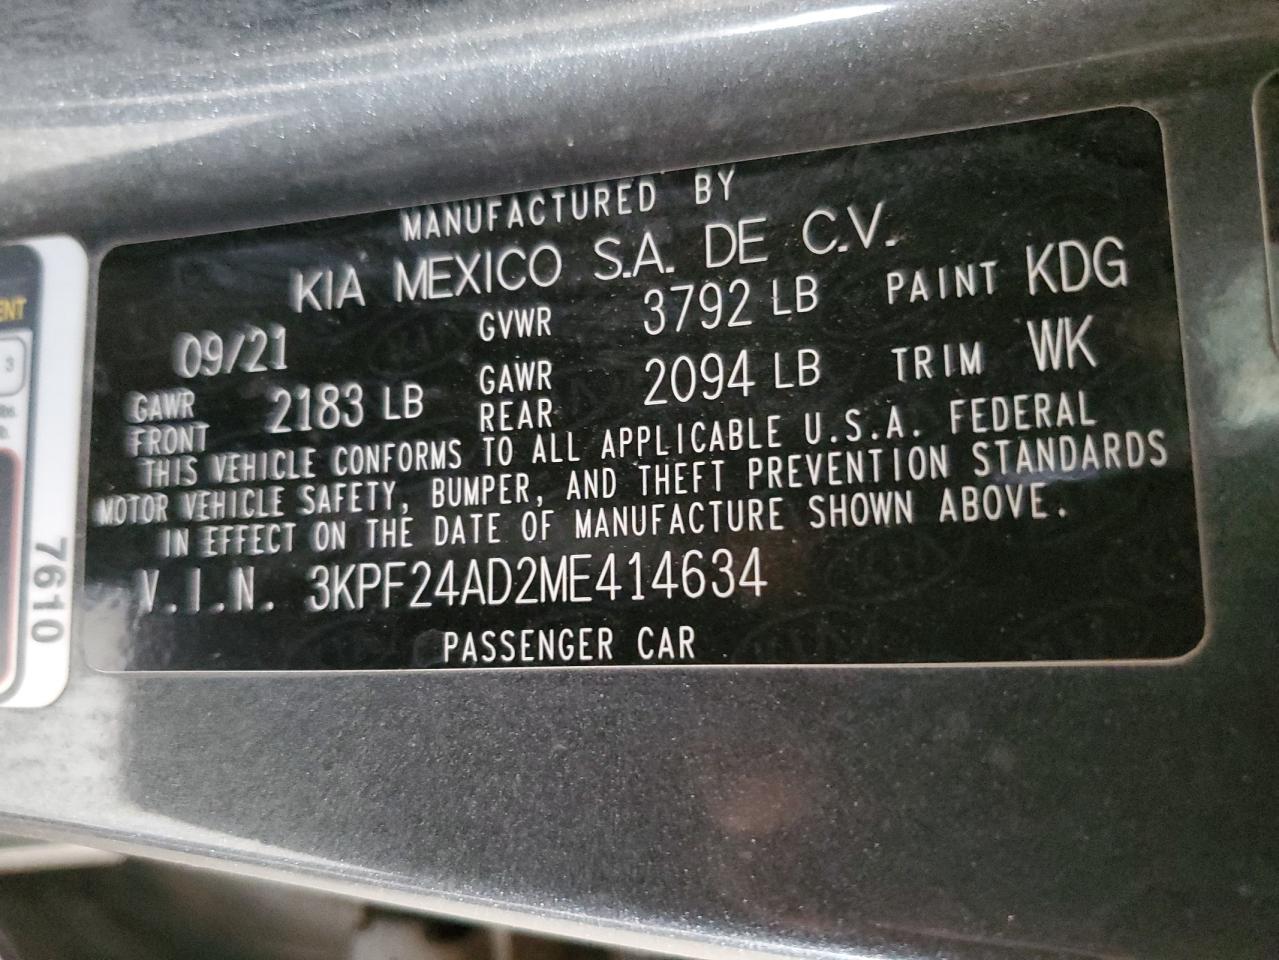 MANUFACTURED BY
KIA MEXICO S.A. DE C.V.
09/21 GVWR 3792 LB PAINT KDG
GAWR FRONT 2183 LB GAWR REAR 2094 LB TRIM WK
THIS VEHICLE CONFORMS TO ALL APPLICABLE U.S.A. FEDERAL
MOTOR VEHICLE SAFETY, BUMPER, AND THEFT PREVENTION STANDARDS
IN EFFECT ON THE DATE OF MANUFACTURE SHOWN ABOVE.
V.I.N. 3KPF24AD2ME414634
PASSENGER CAR
3
7610